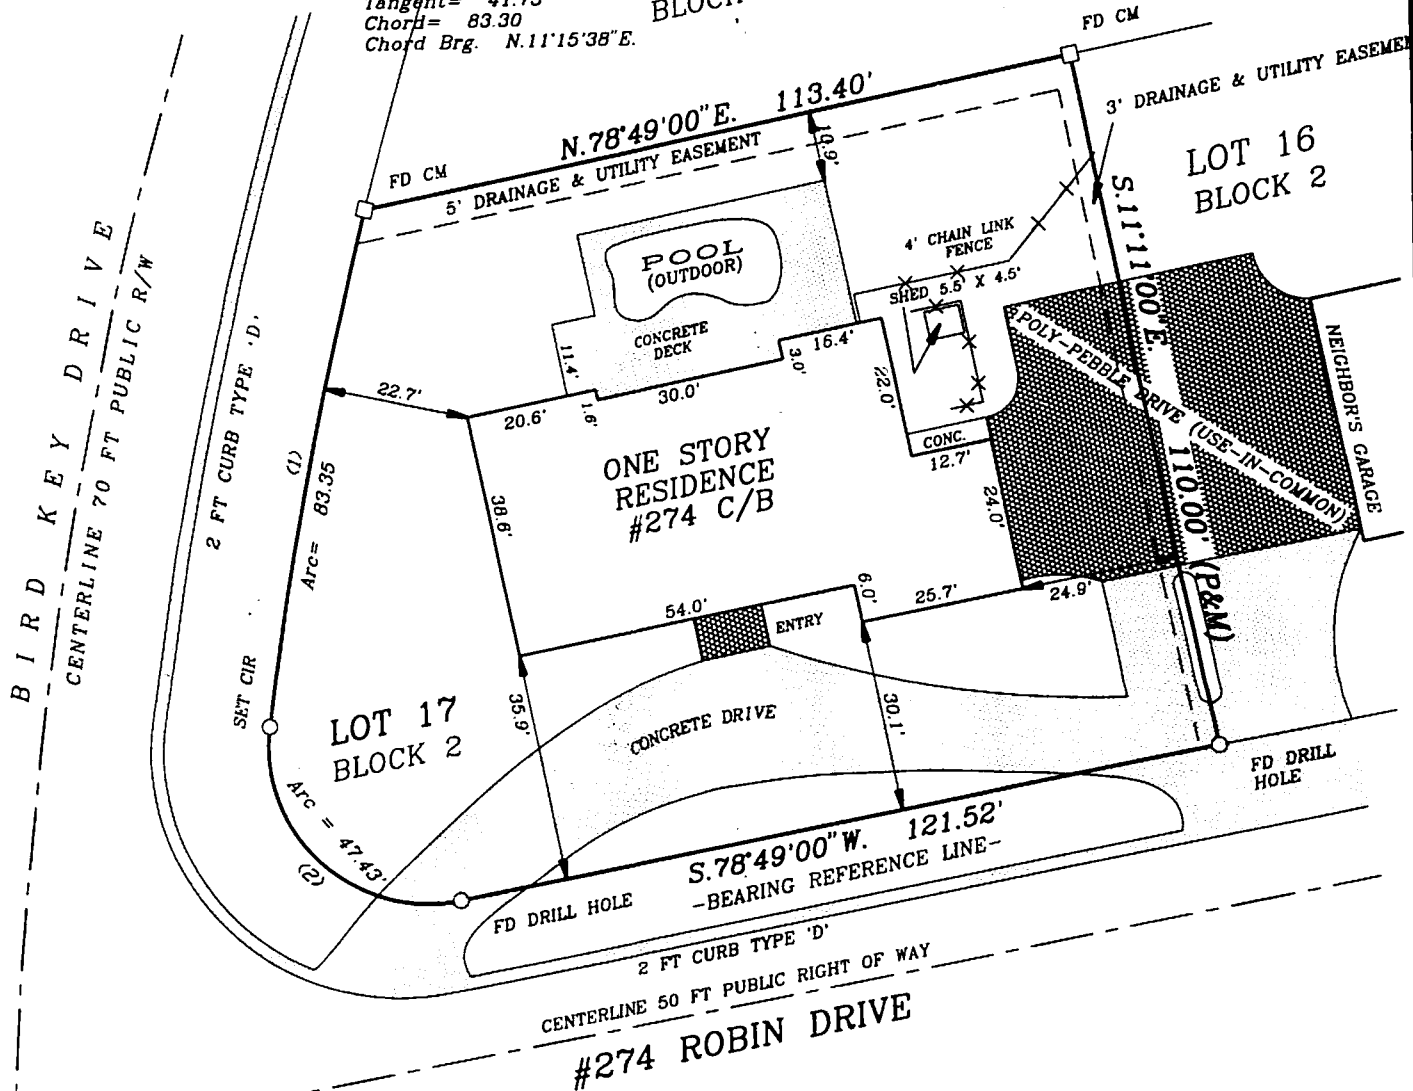 Tangent= 41.73
Chord= 83.30
Chord Brg. N.11°15'38"E.
BLOCK
FD CM
3' DRAINAGE & UTILITY EASEMEN
N.78°49'00"E. 113.40'
FD CM
5' DRAINAGE & UTILITY EASEMENT
10.9'
LOT 16
BLOCK 2
S.11°11'00"E. 110.00' (P&M)
4' CHAIN LINK
FENCE
SHED 5.5' X 4.5'
POOL
(OUTDOOR)
CONCRETE
DECK
11.4'
16.4'
3.0'
22.0'
30.0'
1.6'
20.6'
22.7'
POLY-PEBBLE DRIVE (USE-IN-COMMON)
NEIGHBOR'S GARAGE
BIRD KEY DRIVE
CENTERLINE 70 FT PUBLIC R/W
2 FT CURB TYPE 'D'
(1)
Arc= 83.35
ONE STORY
RESIDENCE
#274 C/B
CONC.
12.7'
24.0'
38.6'
6.0'
25.7'
24.9'
54.0'
ENTRY
SET CIR
LOT 17
BLOCK 2
35.9'
CONCRETE DRIVE
30.1'
FD DRILL
HOLE
Arc = 47.43'
(2)
S.78°49'00"W. 121.52'
-BEARING REFERENCE LINE-
FD DRILL HOLE
2 FT CURB TYPE 'D'
CENTERLINE 50 FT PUBLIC RIGHT OF WAY
#274 ROBIN DRIVE